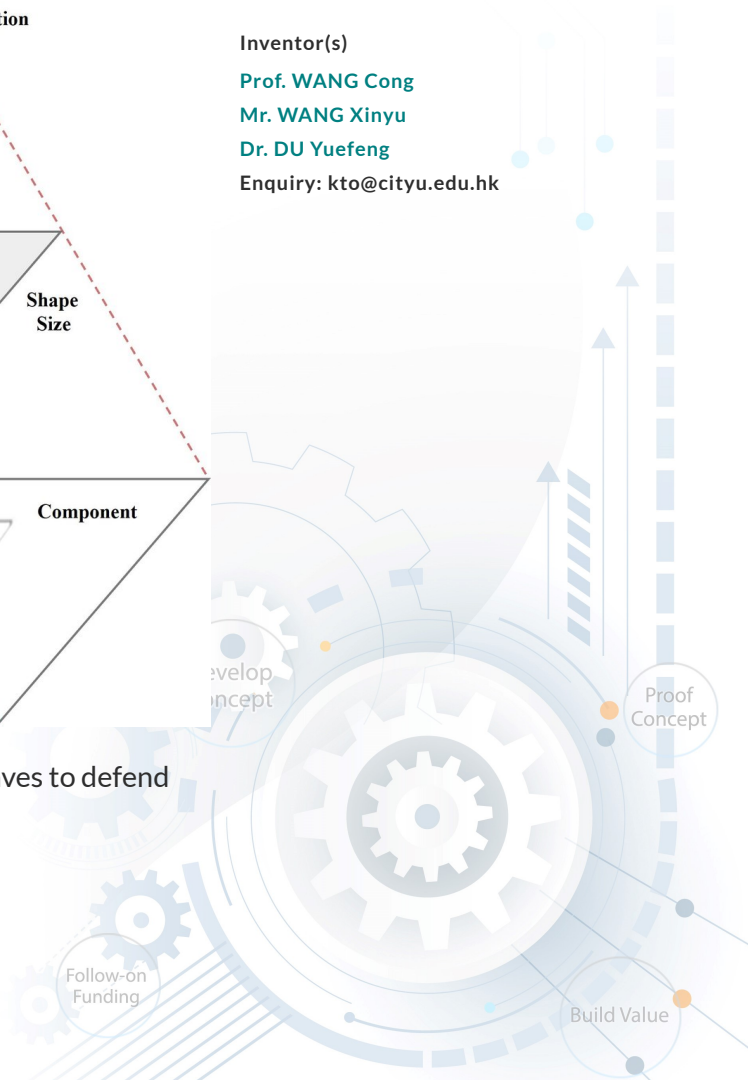 tion
Inventor(s)
Prof. WANG Cong
Mr. WANG Xinyu
Dr. DU Yuefeng
Enquiry: kto@cityu.edu.hk
Shape
Size
Component
evelop
oncept
Proof
Concept
ves to defend
Follow-on
Funding
Build Value